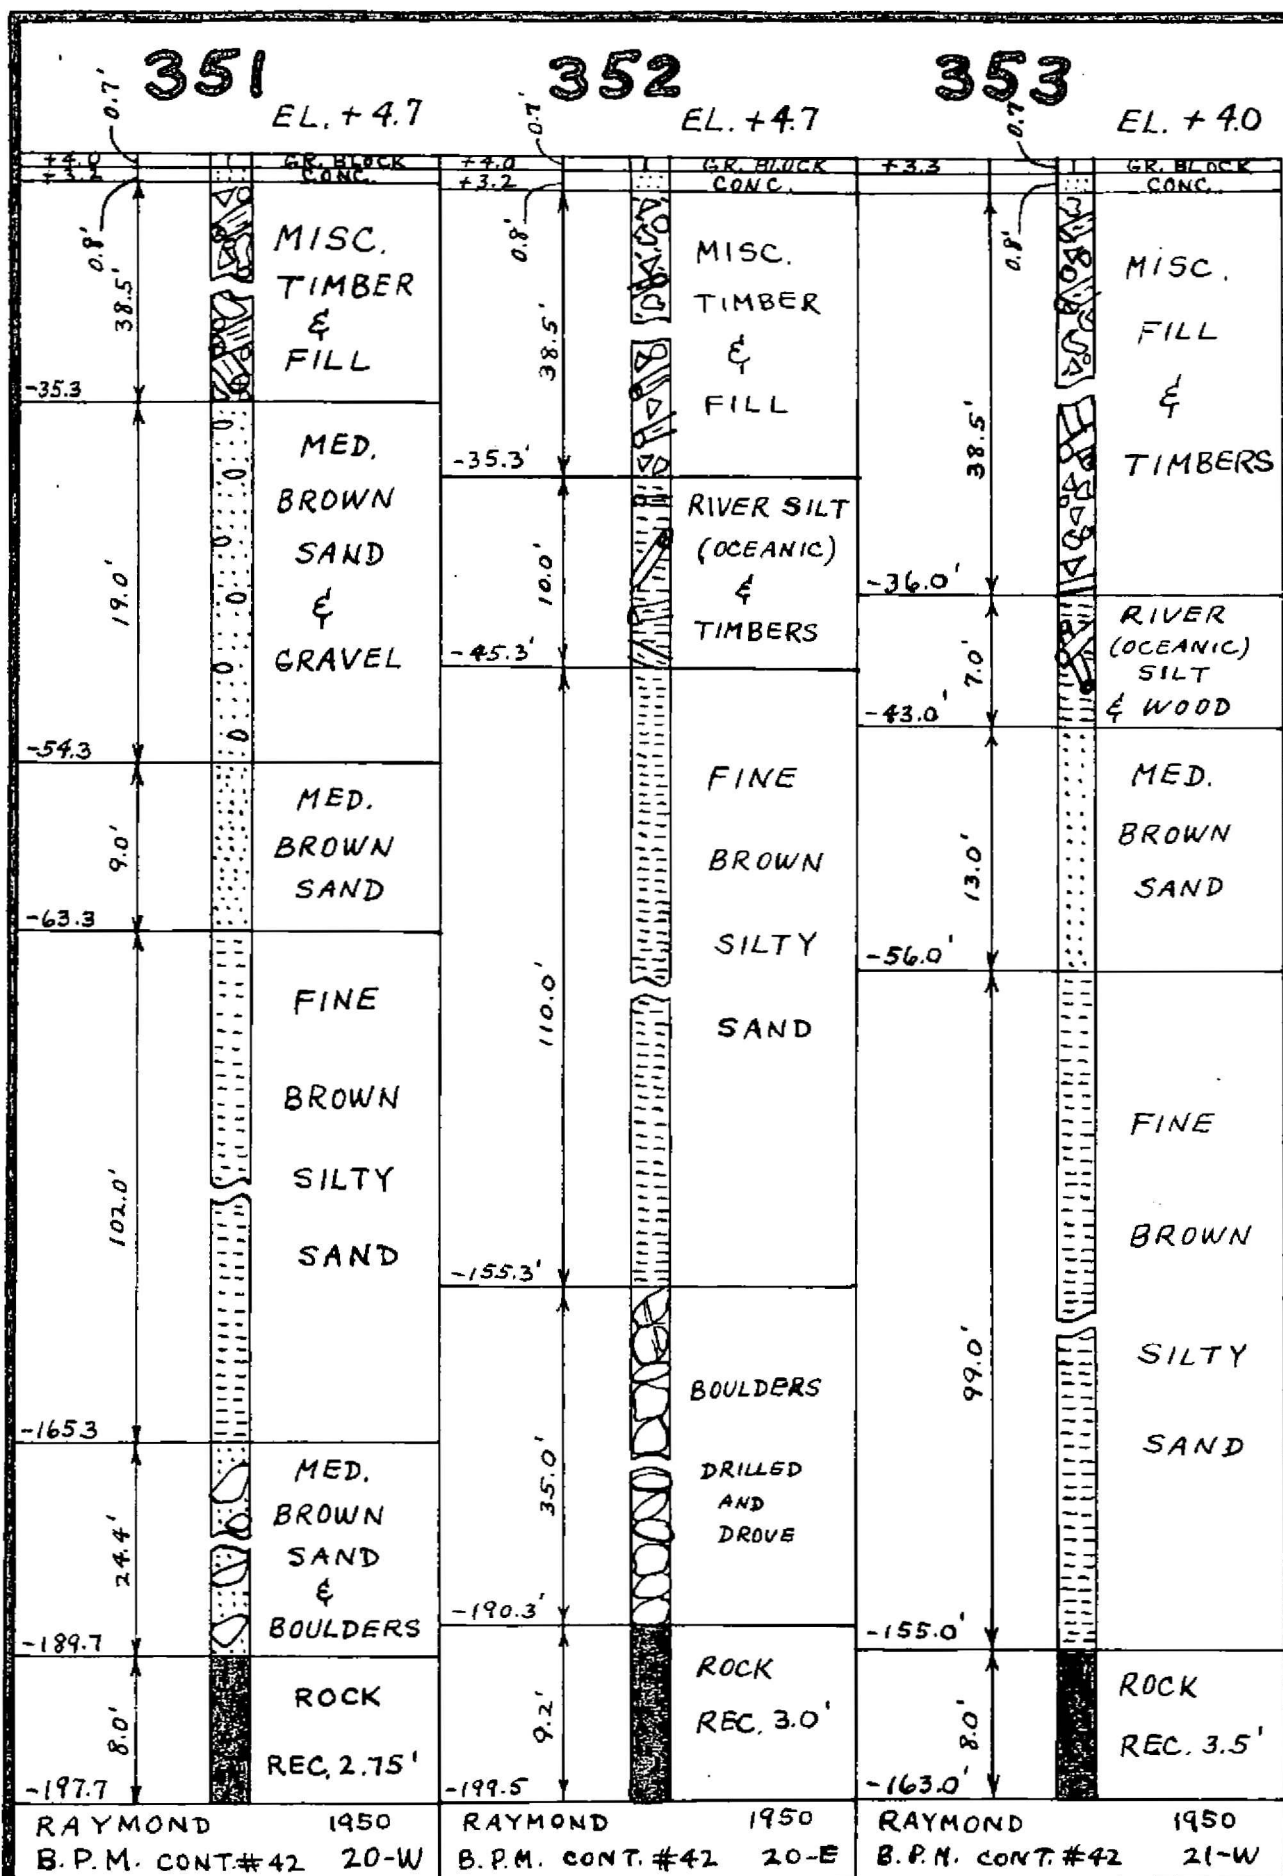 351
EL. + 4.7
0.7'
+4.0
GR. BLOCK
+3.2
CONC.
0.8'
38.5'
MISC.
TIMBER
&
FILL
-35.3
19.0'
MED.
BROWN
SAND
&
GRAVEL
-54.3
9.0'
MED.
BROWN
SAND
-63.3
102.0'
FINE
BROWN
SILTY
SAND
-165.3
24.4'
MED.
BROWN
SAND
&
BOULDERS
-189.7
8.0'
ROCK
REC, 2.75'
-197.7
RAYMOND 1950
B.P.M. CONT.#42 20-W
352
EL. +4.7
0.7'
+4.0
GR. BLOCK
+3.2
CONC.
0.8'
38.5'
MISC.
TIMBER
&
FILL
-35.3'
10.0'
RIVER SILT
(OCEANIC)
&
TIMBERS
-45.3'
110.0'
FINE
BROWN
SILTY
SAND
-155.3'
35.0'
BOULDERS
DRILLED
AND
DROVE
-190.3'
9.2'
ROCK
REC, 3.0'
-199.5
RAYMOND 1950
B.P.M. CONT. #42 20-E
353
EL. + 4.0
0.7'
+3.3
GR. BLOCK
CONC.
0.8'
38.5'
MISC.
FILL
&
TIMBERS
-36.0'
7.0'
RIVER
(OCEANIC)
SILT
& WOOD
-43.0'
13.0'
MED.
BROWN
SAND
-56.0'
99.0'
FINE
BROWN
SILTY
SAND
-155.0'
8.0'
ROCK
REC. 3.5'
-163.0'
RAYMOND 1950
B.P.M. CONT. #42 21-W